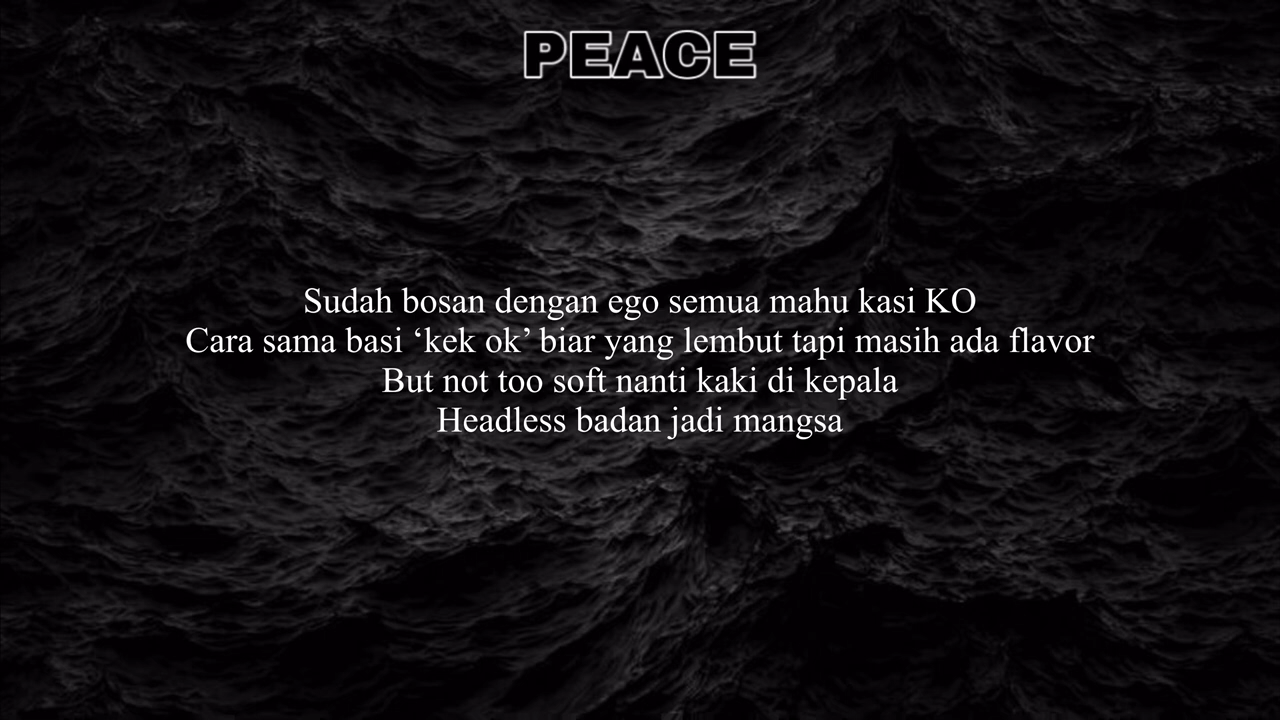 PEACE
Sudah bosan dengan ego semua mahu kasi KO
Cara sama basi ‘kek ok’ biar yang lembut tapi masih ada flavor
But not too soft nanti kaki di kepala
Headless badan jadi mangsa